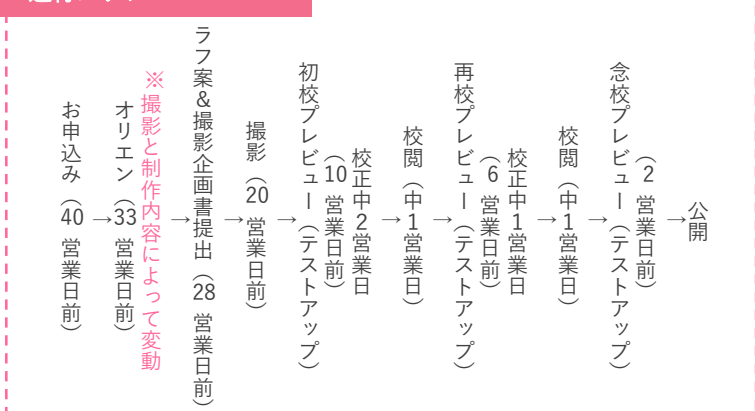 お申込み（40 営業日前）
→
オリエン（33 営業日前）
※撮影と制作内容によって変動
→
ラフ案＆撮影企画書提出（28 営業日前）
→
撮影（20 営業日前）
→
初校プレビュー（テストアップ）
（10 営業日前）
校正中2営業日
→
校閲（中1営業日）
→
再校プレビュー（テストアップ）
（6 営業日前）
校正中1営業日
→
校閲（中1営業日）
→
念校プレビュー（テストアップ）
（2 営業日前）
→
公開